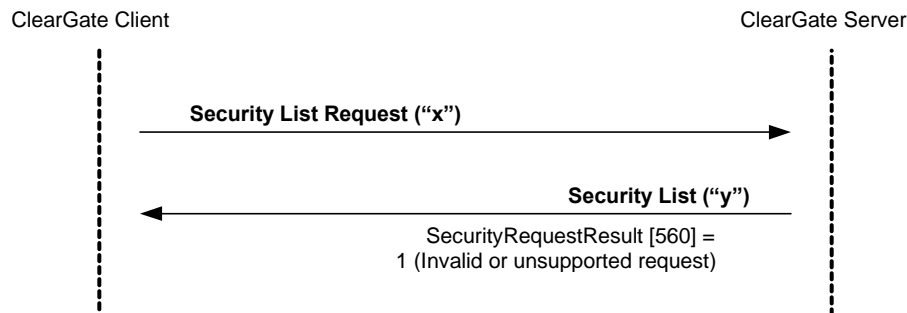 ClearGate Client
ClearGate Server
Security List Request (“x”)
Security List (“y”)
SecurityRequestResult [560] =
1 (Invalid or unsupported request)